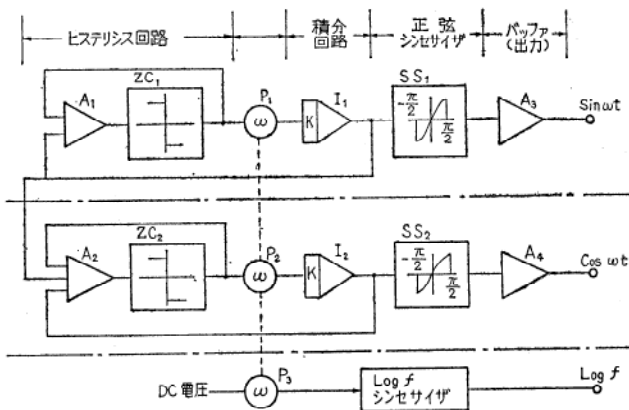 ヒステリシス回路
積分
回路
正弦
シンセサイザ
バッファ
(出力)
A₁
ZC₁
P₁
ω
I₁
K
SS₁
-π/2
π/2
A₃
Sinωt
A₂
ZC₂
P₂
ω
I₂
K
SS₂
-π/2
π/2
A₄
Cos ωt
DC電圧
P₃
ω
Log f
シンセサイザ
Log f